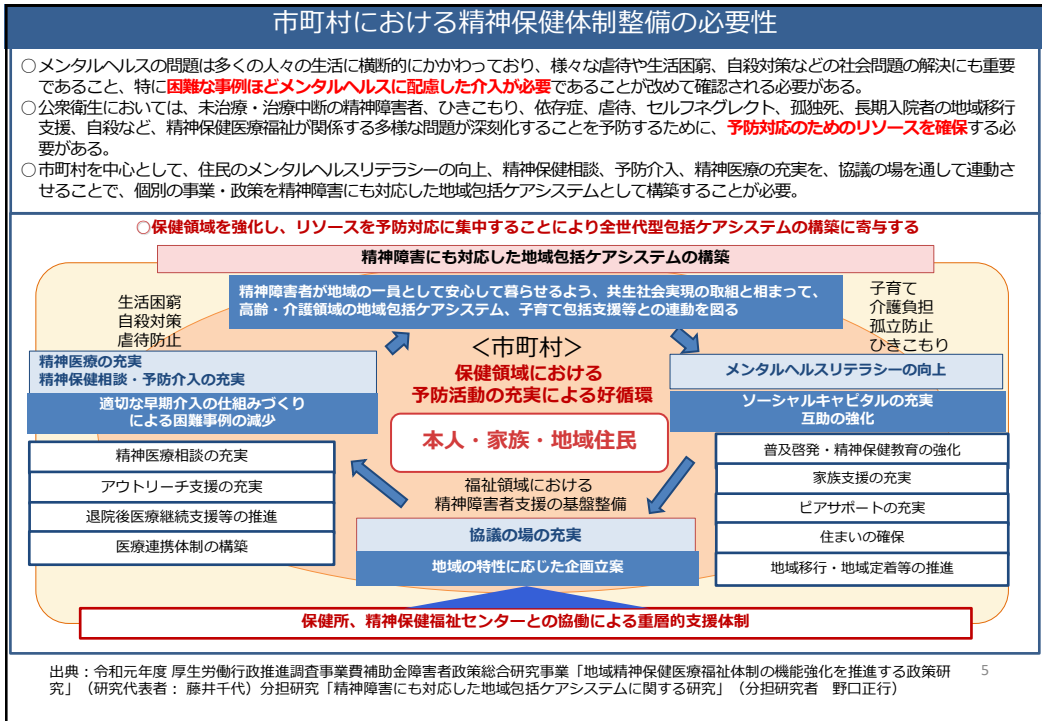 市町村における精神保健体制整備の必要性
○メンタルヘルスの問題は多くの人々の生活に横断的にかかわっており、様々な虐待や生活困窮、自殺対策などの社会問題の解決にも重要
であること、特に困難な事例ほどメンタルヘルスに配慮した介入が必要であることが改めて確認される必要がある。
○公衆衛生においては、未治療・治療中断の精神障害者、ひきこもり、依存症、虐待、セルフネグレクト、孤独死、長期入院者の地域移行
支援、自殺など、精神保健医療福祉が関係する多様な問題が深刻化することを予防するために、予防対応のためのリソースを確保する必
要がある。
○市町村を中心として、住民のメンタルヘルスリテラシーの向上、精神保健相談、予防介入、精神医療の充実を、協議の場を通して連動さ
せることで、個別の事業・政策を精神障害にも対応した地域包括ケアシステムとして構築することが必要。
○保健領域を強化し、リソースを予防対応に集中することにより全世代型包括ケアシステムの構築に寄与する
精神障害にも対応した地域包括ケアシステムの構築
精神障害者が地域の一員として安心して暮らせるよう、共生社会実現の取組と相まって、
高齢・介護領域の地域包括ケアシステム、子育て包括支援等との連動を図る
生活困窮
自殺対策
虐待防止
子育て
介護負担
孤立防止
ひきこもり
<市町村>
保健領域における
予防活動の充実による好循環
本人・家族・地域住民
福祉領域における
精神障害者支援の基盤整備
精神医療の充実
精神保健相談・予防介入の充実
適切な早期介入の仕組みづくり
による困難事例の減少
精神医療相談の充実
アウトリーチ支援の充実
退院後医療継続支援等の推進
医療連携体制の構築
メンタルヘルスリテラシーの向上
ソーシャルキャピタルの充実
互助の強化
普及啓発・精神保健教育の強化
家族支援の充実
ピアサポートの充実
住まいの確保
地域移行・地域定着等の推進
協議の場の充実
地域の特性に応じた企画立案
保健所、精神保健福祉センターとの協働による重層的支援体制
出典：令和元年度 厚生労働行政推進調査事業費補助金障害者政策総合研究事業「地域精神保健医療福祉体制の機能強化を推進する政策研
究」（研究代表者： 藤井千代）分担研究「精神障害にも対応した地域包括ケアシステムに関する研究」（分担研究者　野口正行）
5